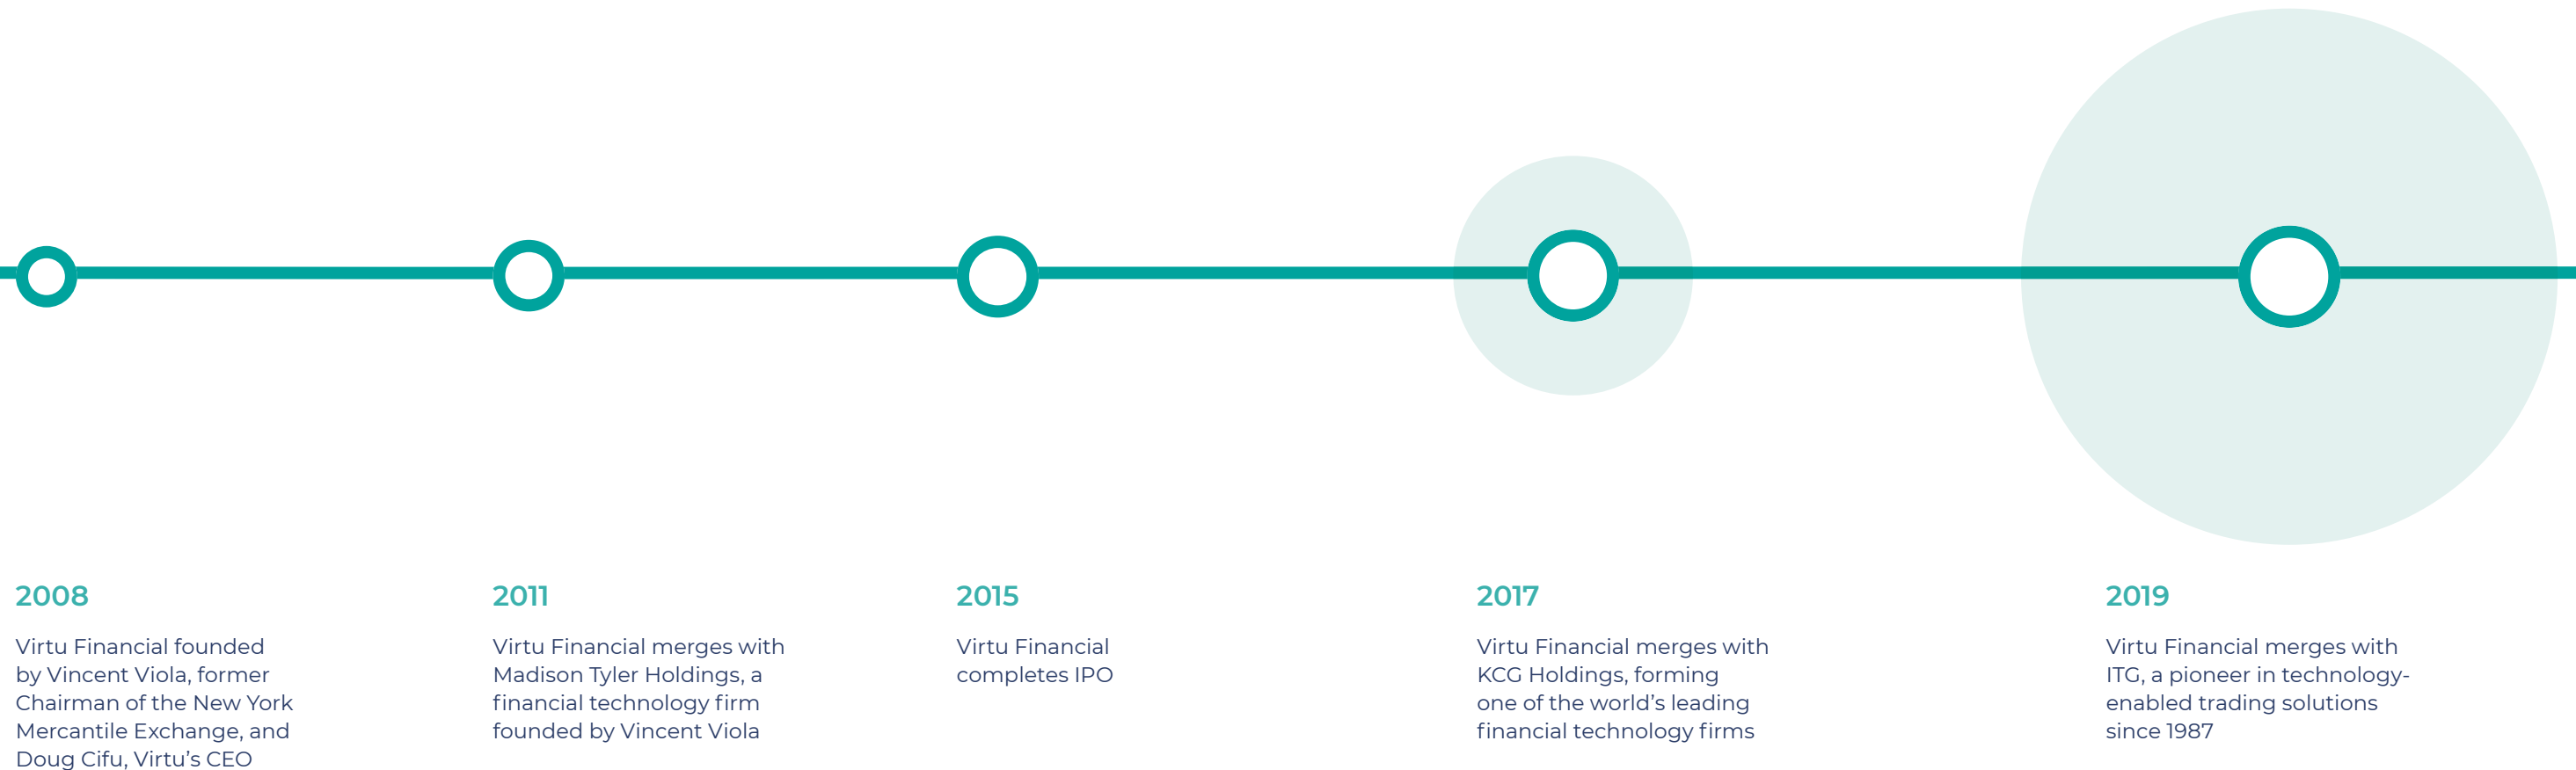 2008
Virtu Financial founded
by Vincent Viola, former
Chairman of the New York
Mercantile Exchange, and
Doug Cifu, Virtu’s CEO
2011
Virtu Financial merges with
Madison Tyler Holdings, a
financial technology firm
founded by Vincent Viola
2015
Virtu Financial
completes IPO
2017
Virtu Financial merges with
KCG Holdings, forming
one of the world’s leading
financial technology firms
2019
Virtu Financial merges with
ITG, a pioneer in technology-
enabled trading solutions
since 1987